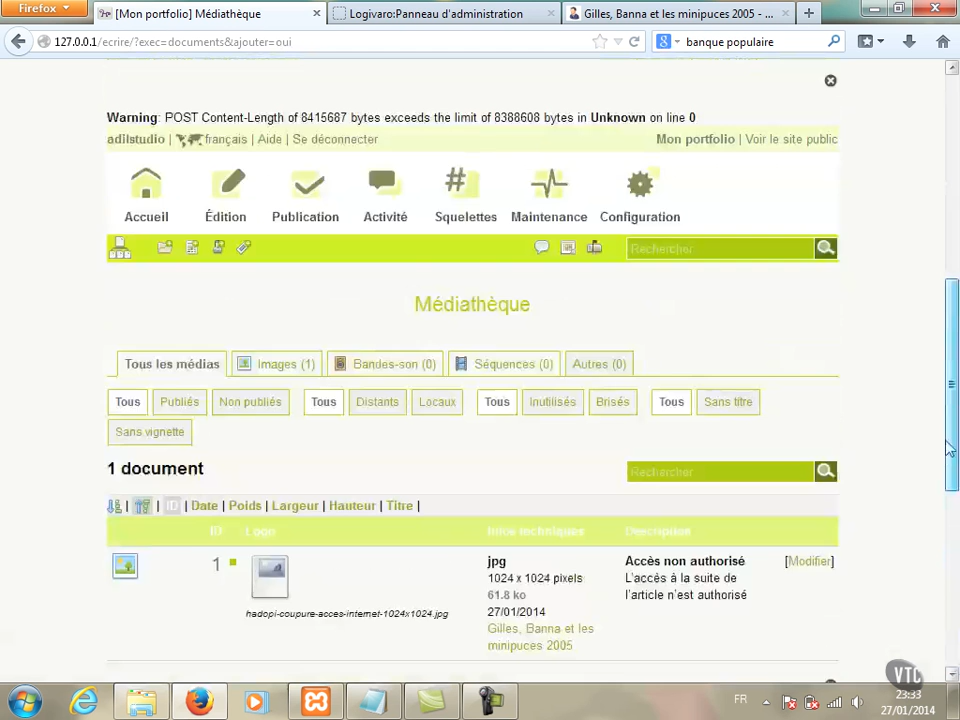 Firefox
[Mon portfolio] Médiathèque
Logivaro:Panneau d'administration
Gilles, Banna et les minipuces 2005 - ...
127.0.0.1/ecrire/?exec=documents&ajouter=oui
banque populaire
Warning: POST Content-Length of 8415687 bytes exceeds the limit of 8388608 bytes in Unknown on line 0
adilstudio | français | Aide | Se déconnecter
Mon portfolio | Voir le site public
Accueil
Édition
Publication
Activité
Squelettes
Maintenance
Configuration
Rechercher
Médiathèque
Tous les médias
Images (1)
Bandes-son (0)
Séquences (0)
Autres (0)
Tous
Publiés
Non publiés
Tous
Distants
Locaux
Tous
Inutilisés
Brisés
Tous
Sans titre
Sans vignette
1 document
Rechercher
| | ID | Date | Poids | Largeur | Hauteur | Titre |
ID
Logo
Infos techniques
Description
1
jpg
Accès non authorisé
[Modifier]
1024 x 1024 pixels
L'accès à la suite de
61.8 ko
l'article n'est authorisé
hadopi-coupure-acces-internet-1024x1024.jpg
27/01/2014
Gilles, Banna et les
minipuces 2005
VTC
FR
23:33
27/01/2014